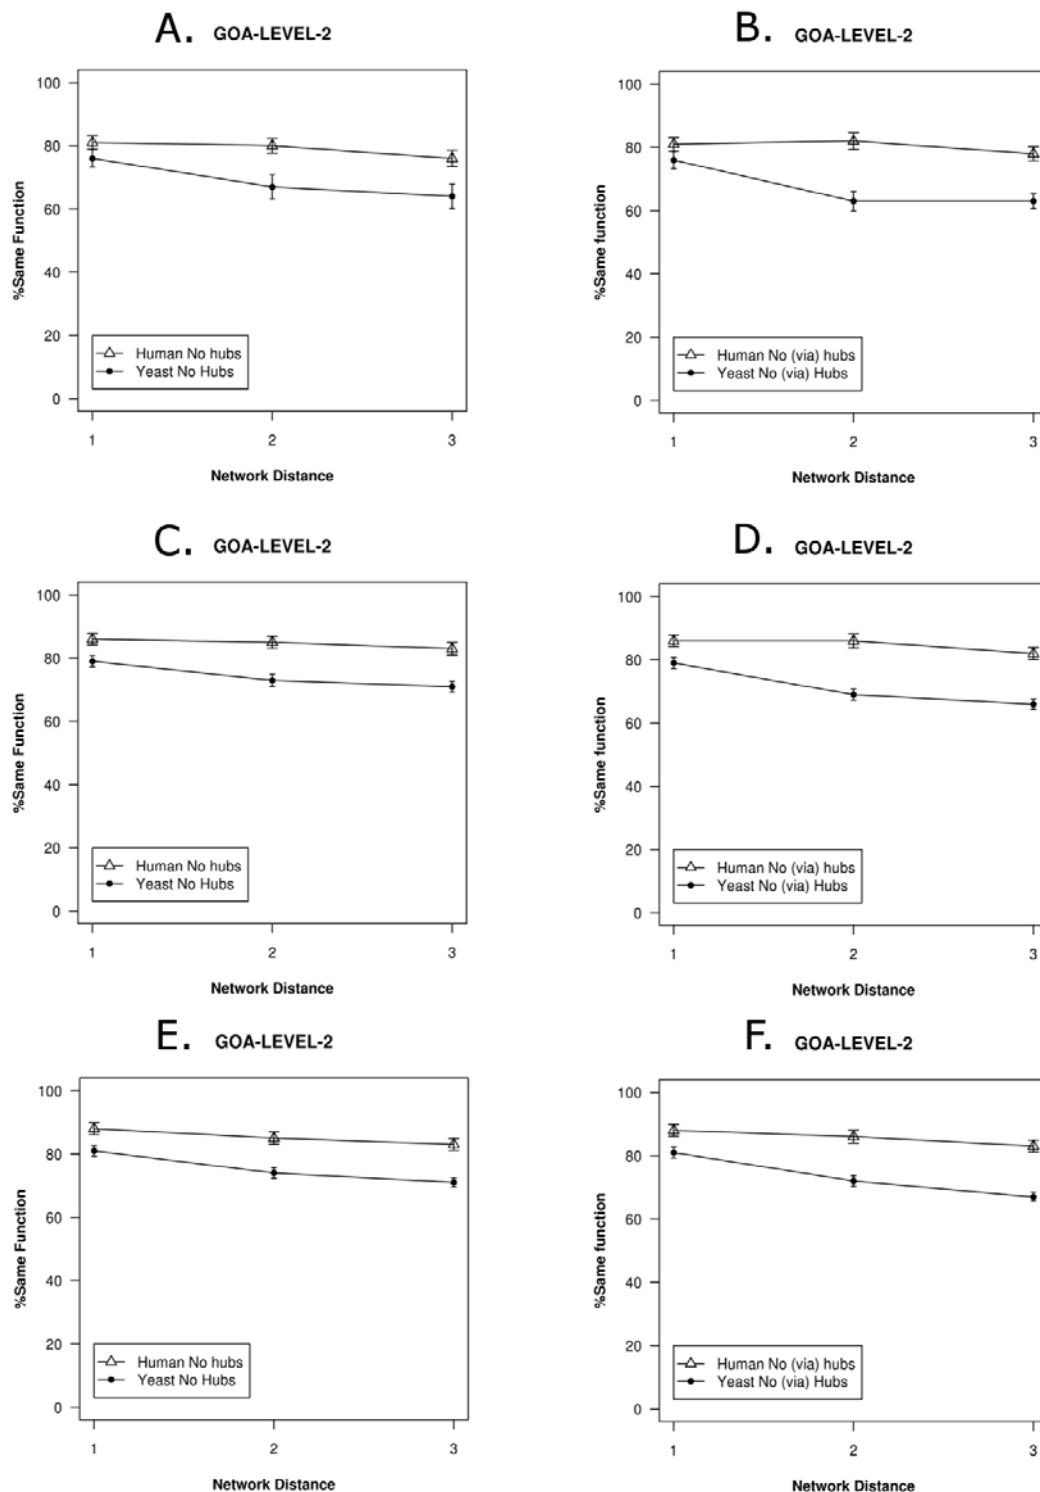 A. GOA-LEVEL-2
100
80
60
40
20
0
%Same Function
Human No hubs
Yeast No Hubs
1 2 3
Network Distance
B. GOA-LEVEL-2
100
80
60
40
20
0
%Same function
Human No (via) hubs
Yeast No (via) Hubs
1 2 3
Network Distance
C. GOA-LEVEL-2
100
80
60
40
20
0
%Same Function
Human No hubs
Yeast No Hubs
1 2 3
Network Distance
D. GOA-LEVEL-2
100
80
60
40
20
0
%Same function
Human No (via) hubs
Yeast No (via) Hubs
1 2 3
Network Distance
E. GOA-LEVEL-2
100
80
60
40
20
0
%Same Function
Human No hubs
Yeast No Hubs
1 2 3
Network Distance
F. GOA-LEVEL-2
100
80
60
40
20
0
%Same function
Human No (via) hubs
Yeast No (via) Hubs
1 2 3
Network Distance